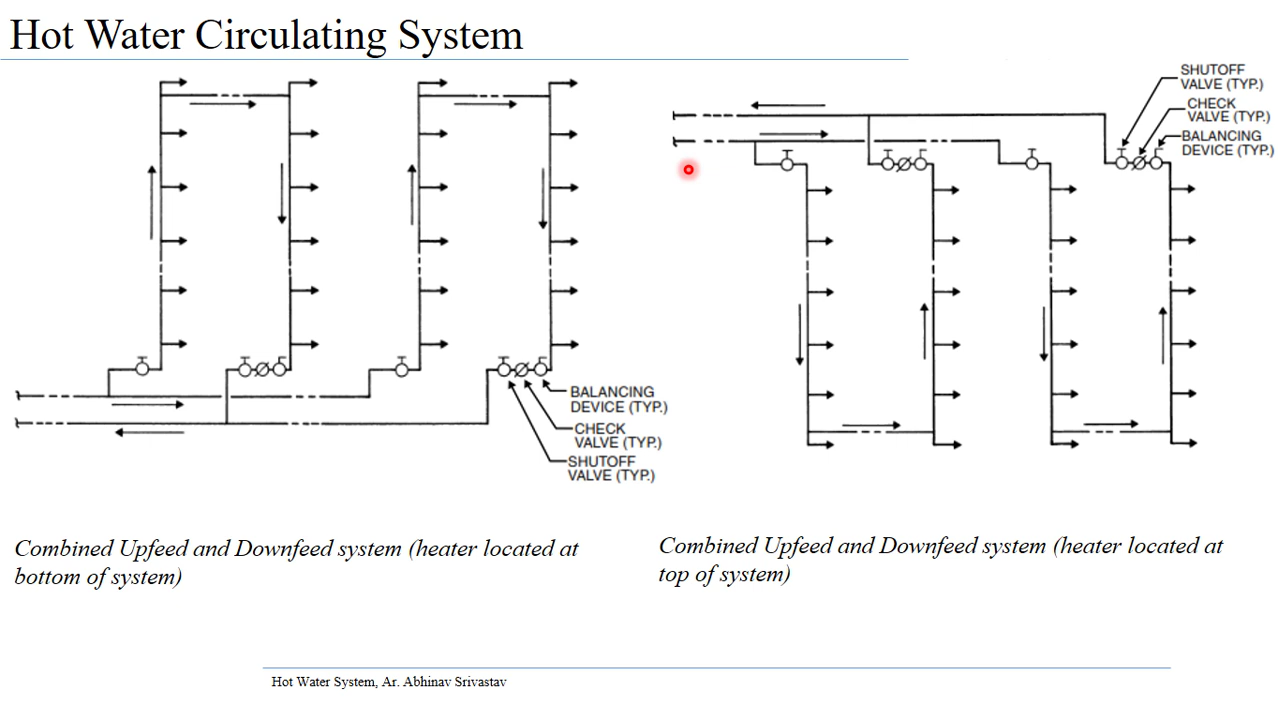 Hot Water Circulating System
SHUTOFF
VALVE (TYP.)
CHECK
VALVE (TYP.)
BALANCING
DEVICE (TYP.)
BALANCING
DEVICE (TYP.)
CHECK
VALVE (TYP.)
SHUTOFF
VALVE (TYP.)
Combined Upfeed and Downfeed system (heater located at
bottom of system)
Combined Upfeed and Downfeed system (heater located at
top of system)
Hot Water System, Ar. Abhinav Srivastav